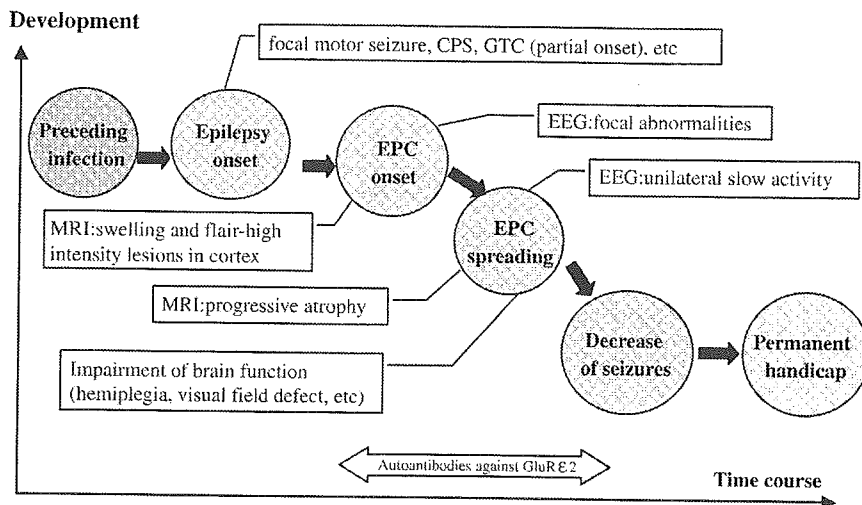 Development
focal motor seizure, CPS, GTC (partial onset), etc
Preceding
infection
Epilepsy
onset
EPC
onset
EEG:focal abnormalities
EEG:unilateral slow activity
MRI:swelling and flair-high
intensity lesions in cortex
EPC
spreading
MRI:progressive atrophy
Impairment of brain function
(hemiplegia, visual field defect, etc)
Decrease
of seizures
Permanent
handicap
Autoantibodies against GluRε2
Time course